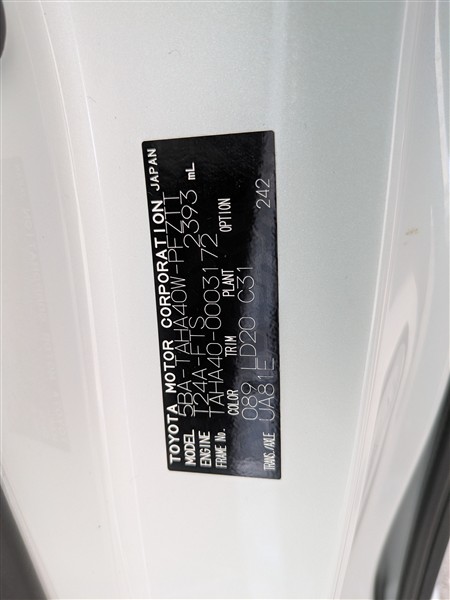 TOYOTA MOTOR CORPORATION JAPAN
MODEL 5BA-TAHA40W-PFZTT
ENGINE T24A-FTS 2393 mL
FRAME No. TAHA40-0003172
COLOR TRIM PLANT OPTION
089 LD20 C31 242
TRANS./AXLE UA81E